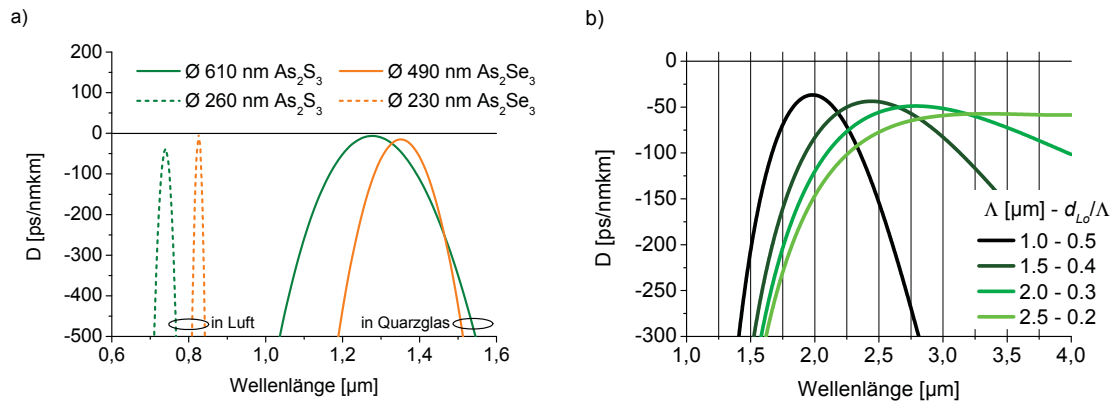 a)
200
100
0
-100
-200
-300
-400
-500
D [ps/nmkm]
Ø 610 nm As₂S₃
Ø 490 nm As₂Se₃
Ø 260 nm As₂S₃
Ø 230 nm As₂Se₃
in Luft
in Quarzglas
0,6 0,8 1,0 1,2 1,4 1,6
Wellenlänge [µm]
b)
0
-50
-100
-150
-200
-250
-300
D [ps/nmkm]
Λ [µm] - d_Lo/Λ
1.0 - 0.5
1.5 - 0.4
2.0 - 0.3
2.5 - 0.2
1,0 1,5 2,0 2,5 3,0 3,5 4,0
Wellenlänge [µm]